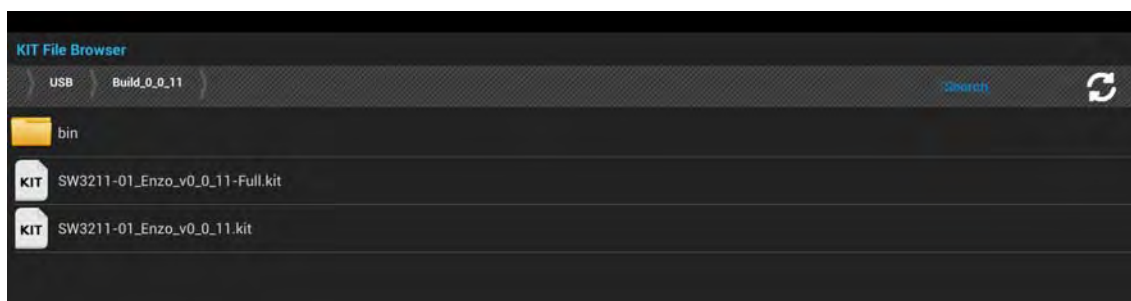 KIT File Browser
USB Build_0_0_11 Search
bin
KIT SW3211-01_Enzo_v0_0_11-Full.kit
KIT SW3211-01_Enzo_v0_0_11.kit